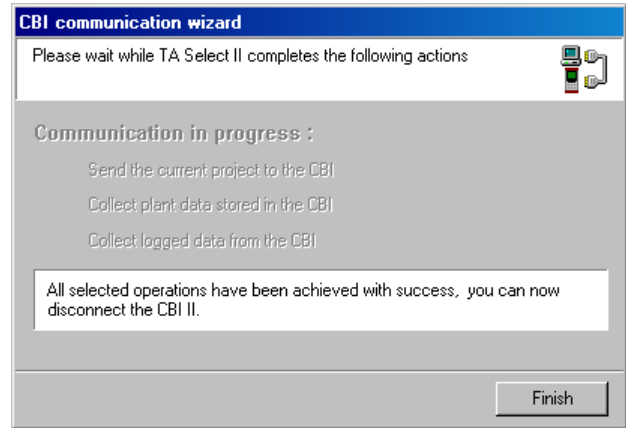 CBI communication wizard
Please wait while TA Select II completes the following actions
Communication in progress :
Send the current project to the CBI
Collect plant data stored in the CBI
Collect logged data from the CBI
All selected operations have been achieved with success, you can now
disconnect the CBI II.
Finish